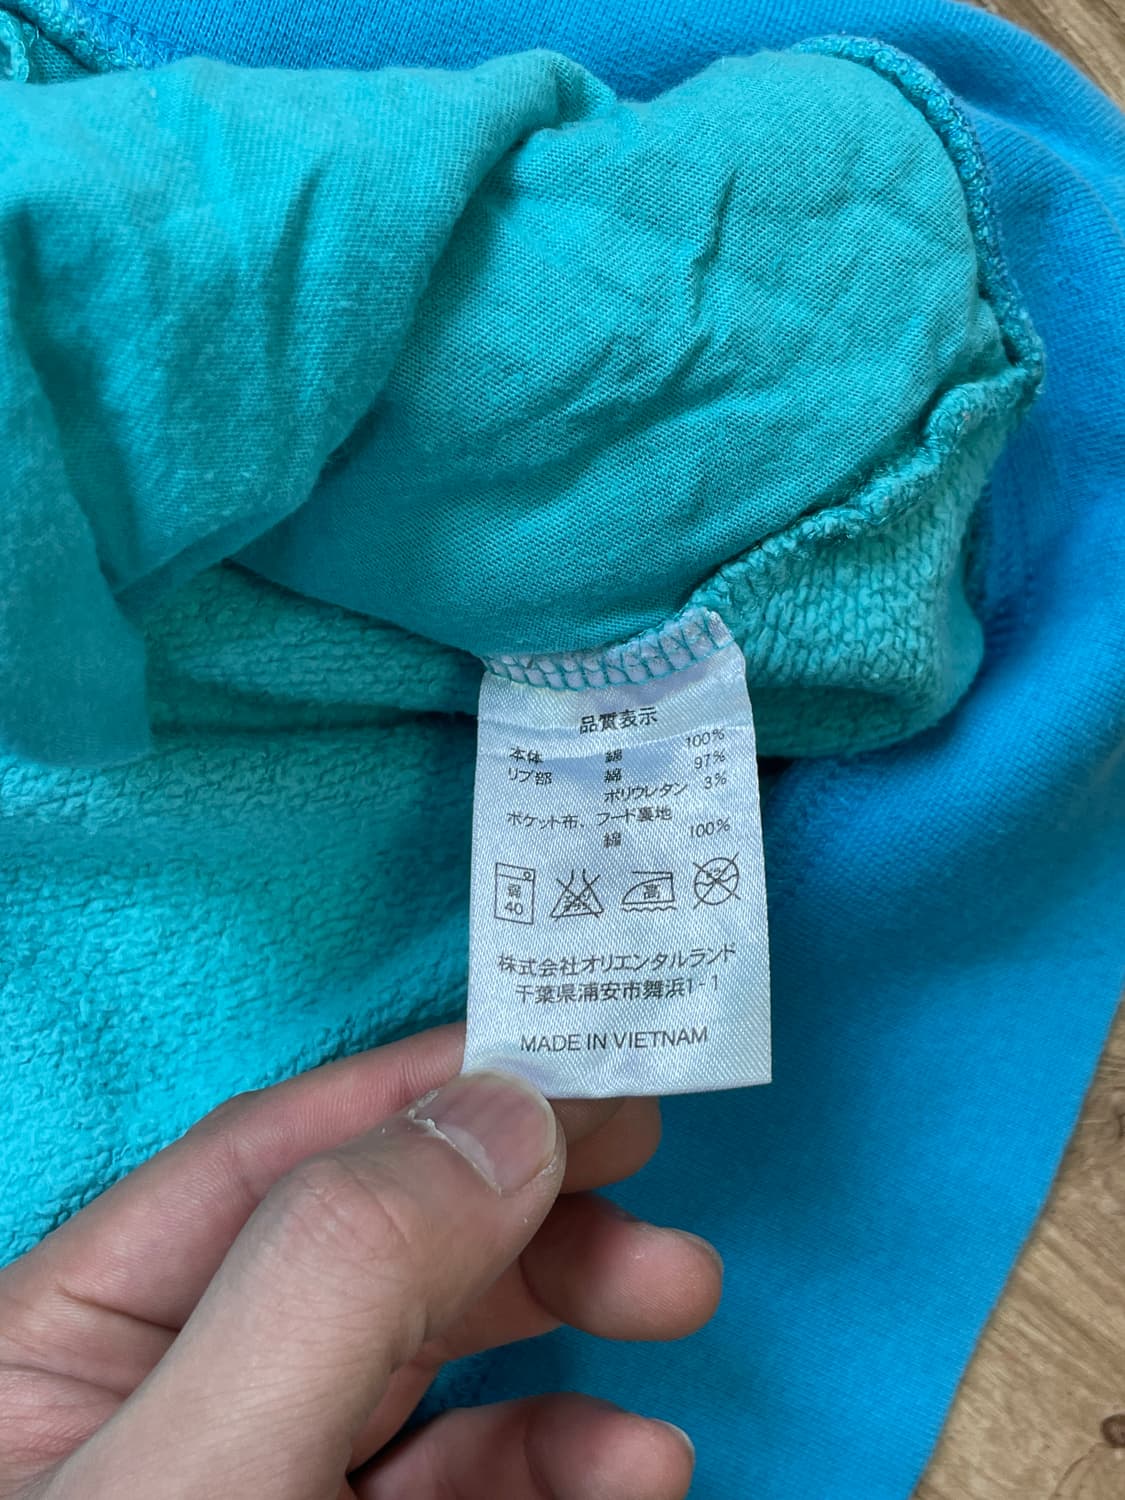 品質表示
本体 綿 100%
リブ部 綿 97%
ポリウレタン 3%
ポケット布、フード裏地
綿 100%
弱 40 高
株式会社オリエンタルランド
千葉県浦安市舞浜1-1
MADE IN VIETNAM